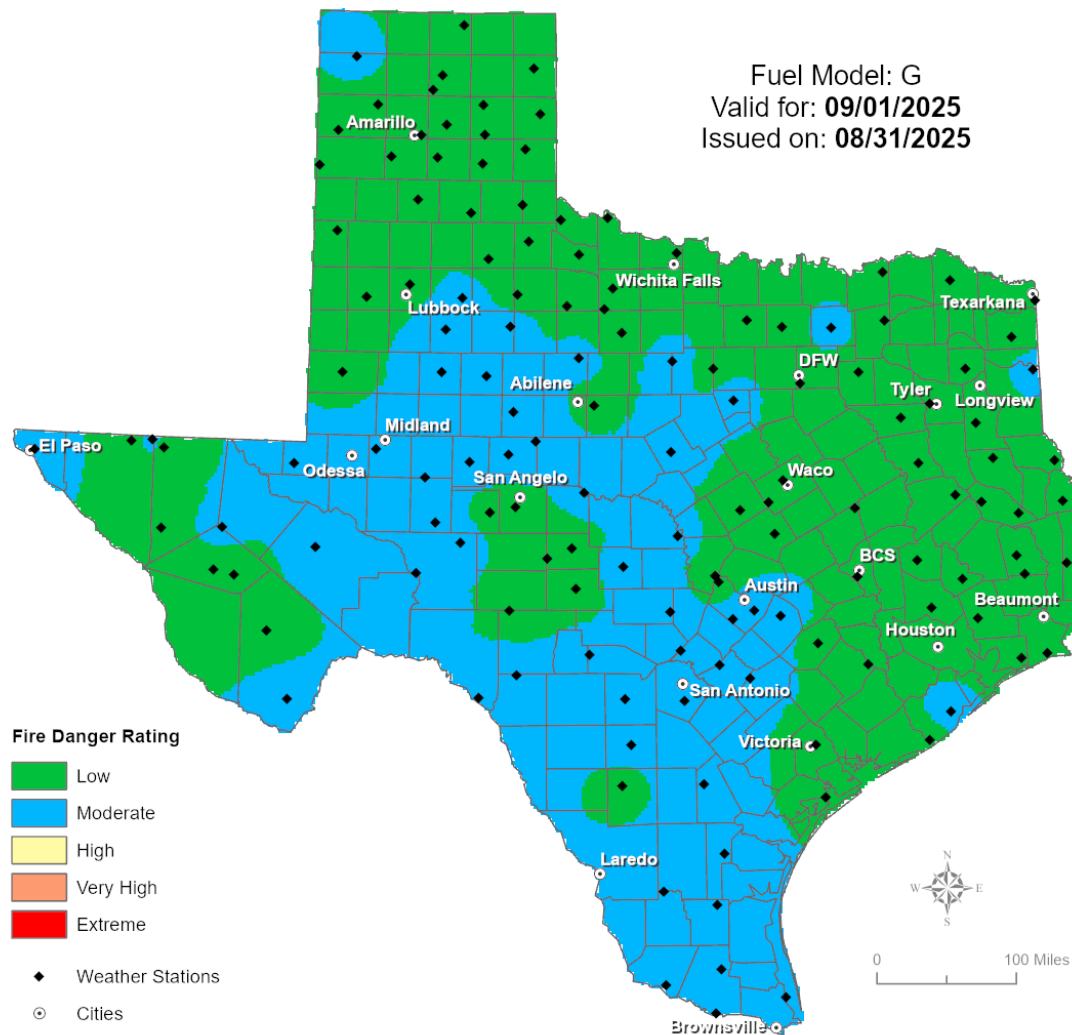 Fuel Model: G
Valid for: 09/01/2025
Issued on: 08/31/2025
Amarillo
Wichita Falls
Lubbock
Texarkana
DFW
Abilene
Tyler
Longview
Midland
El Paso
Odessa
San Angelo
Waco
BCS
Austin
Beaumont
Houston
San Antonio
Victoria
Fire Danger Rating
Low
Moderate
High
Very High
Extreme
Weather Stations
Cities
Laredo
Brownsville
N
W E
S
0 100 Miles